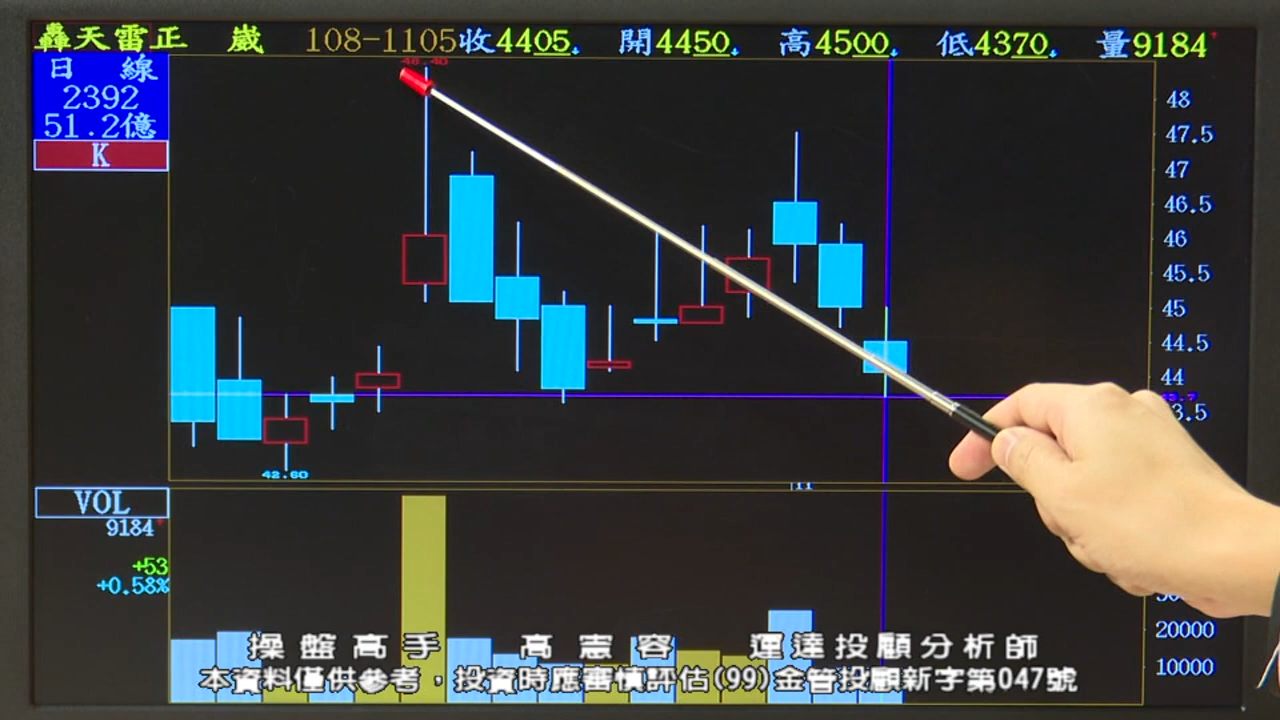 轟天雷正 崴 108-1105收4405 開4450 高4500 低4370 量9184
日 線
2392
51.2億
K
48.40
48
47.5
47
46.5
46
45.5
45
44.5
44
3.5
42.60
11
VOL
9184
+53
+0.58%
20000
10000
操盤高手 高憲容 運達投顧分析師
本資料僅供參考，投資時應審慎評估(99)金管投顧新字第047號